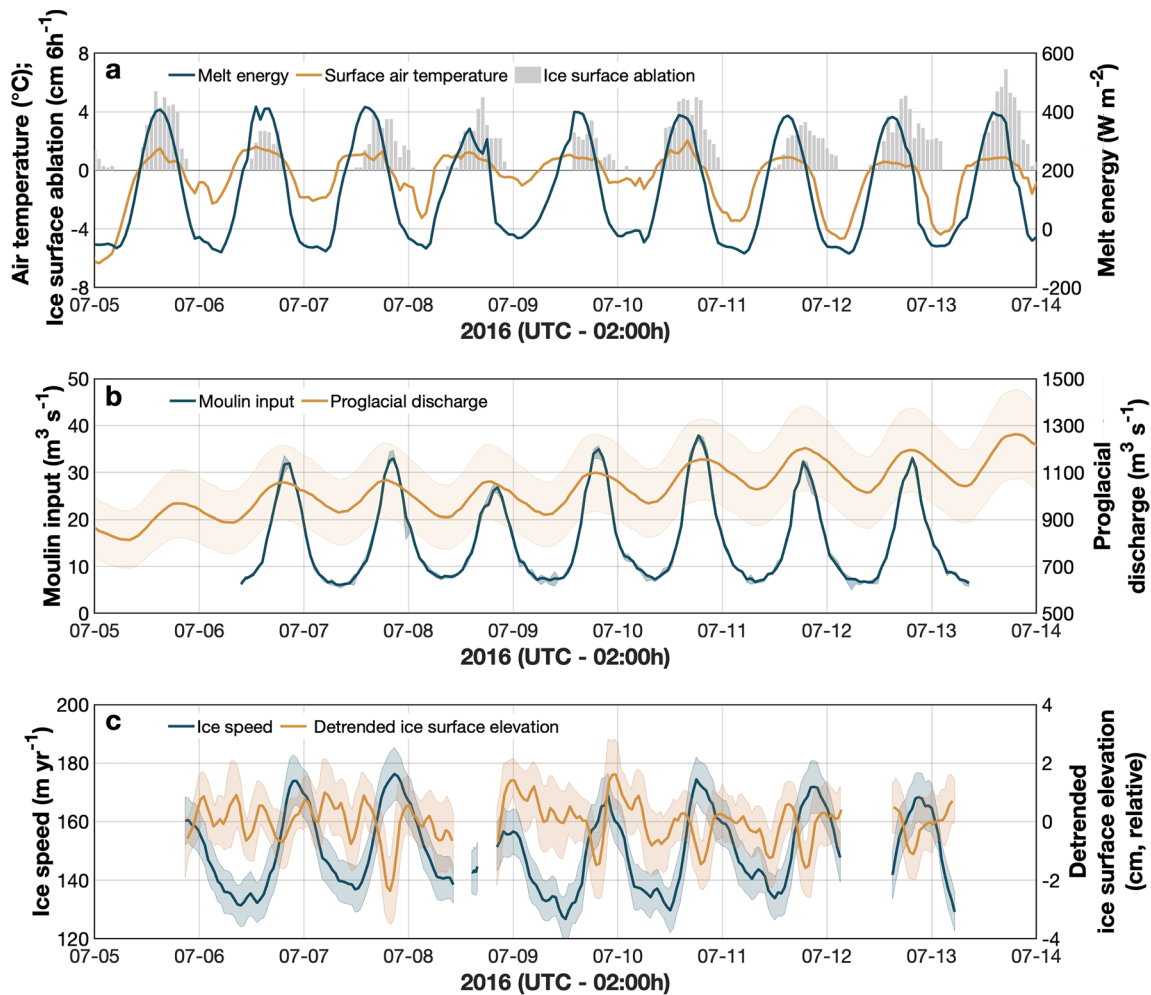 Air temperature (°C);
Ice surface ablation (cm 6h⁻¹)
8
4
0
-4
-8
a
Melt energy
Surface air temperature
Ice surface ablation
600
400
200
0
-200
Melt energy (W m⁻²)
07-05 07-06 07-07 07-08 07-09 07-10 07-11 07-12 07-13 07-14
2016 (UTC - 02:00h)
Moulin input (m³ s⁻¹)
50
40
30
20
10
0
b
Moulin input
Proglacial discharge
1500
1300
1100
900
700
500
Proglacial
discharge (m³ s⁻¹)
07-05 07-06 07-07 07-08 07-09 07-10 07-11 07-12 07-13 07-14
2016 (UTC - 02:00h)
Ice speed (m yr⁻¹)
200
180
160
140
120
c
Ice speed
Detrended ice surface elevation
4
2
0
-2
-4
Detrended
ice surface elevation
(cm, relative)
07-05 07-06 07-07 07-08 07-09 07-10 07-11 07-12 07-13 07-14
2016 (UTC - 02:00h)